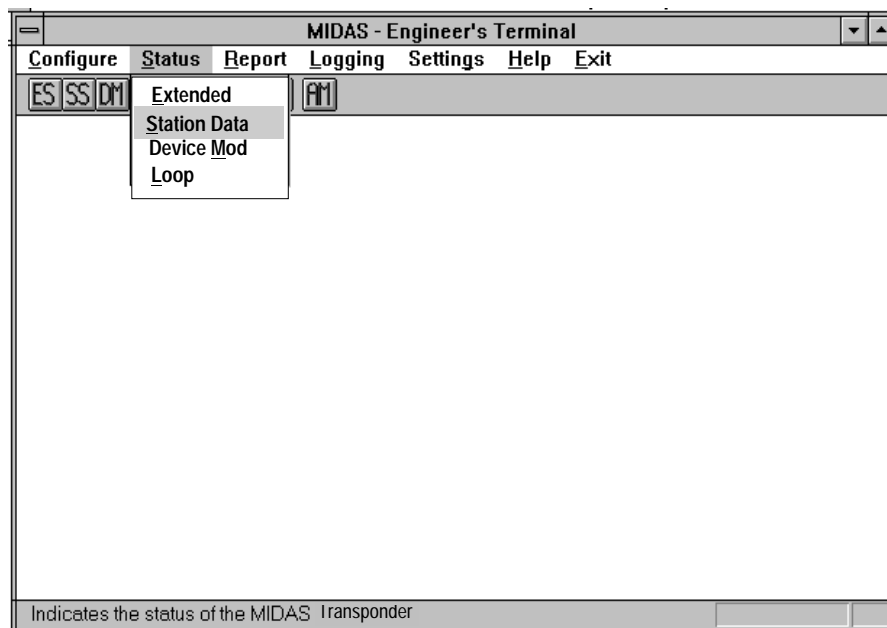 MIDAS - Engineer's Terminal
Configure Status Report Logging Settings Help Exit
ES SS DM AM
Extended
Station Data
Device Mod
Loop
Indicates the status of the MIDAS Transponder